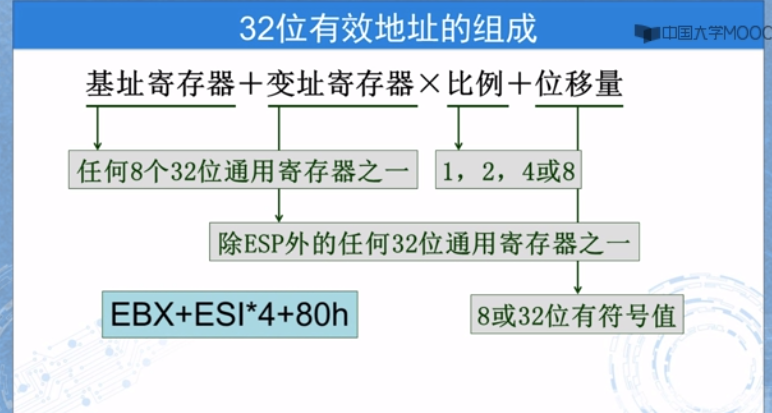 32位有效地址的组成
中国大学MOOC
基址寄存器＋变址寄存器×比例＋位移量
任何8个32位通用寄存器之一
1，2，4或8
除ESP外的任何32位通用寄存器之一
EBX+ESI*4+80h
8或32位有符号值